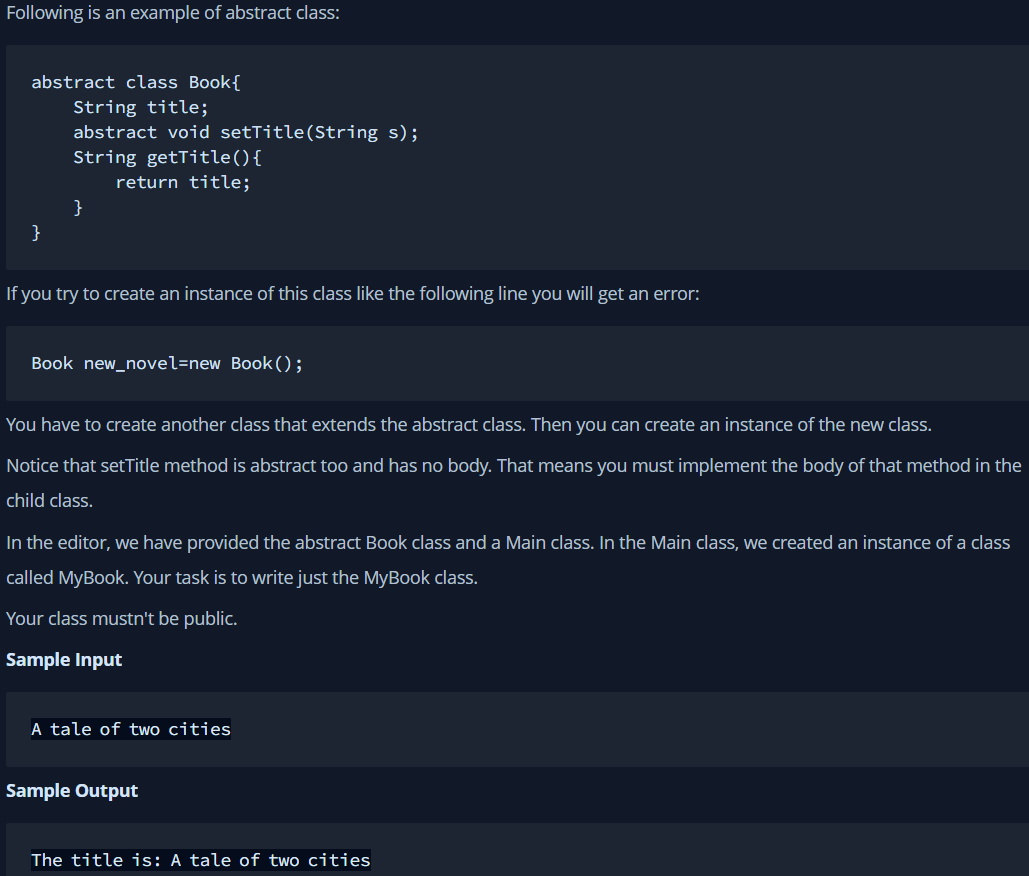 Following is an example of abstract class:
abstract class Book{
    String title;
    abstract void setTitle(String s);
    String getTitle(){
        return title;
    }
}
If you try to create an instance of this class like the following line you will get an error:
Book new_novel=new Book();
You have to create another class that extends the abstract class. Then you can create an instance of the new class.
Notice that setTitle method is abstract too and has no body. That means you must implement the body of that method in the
child class.
In the editor, we have provided the abstract Book class and a Main class. In the Main class, we created an instance of a class
called MyBook. Your task is to write just the MyBook class.
Your class mustn't be public.
Sample Input
A tale of two cities
Sample Output
The title is: A tale of two cities